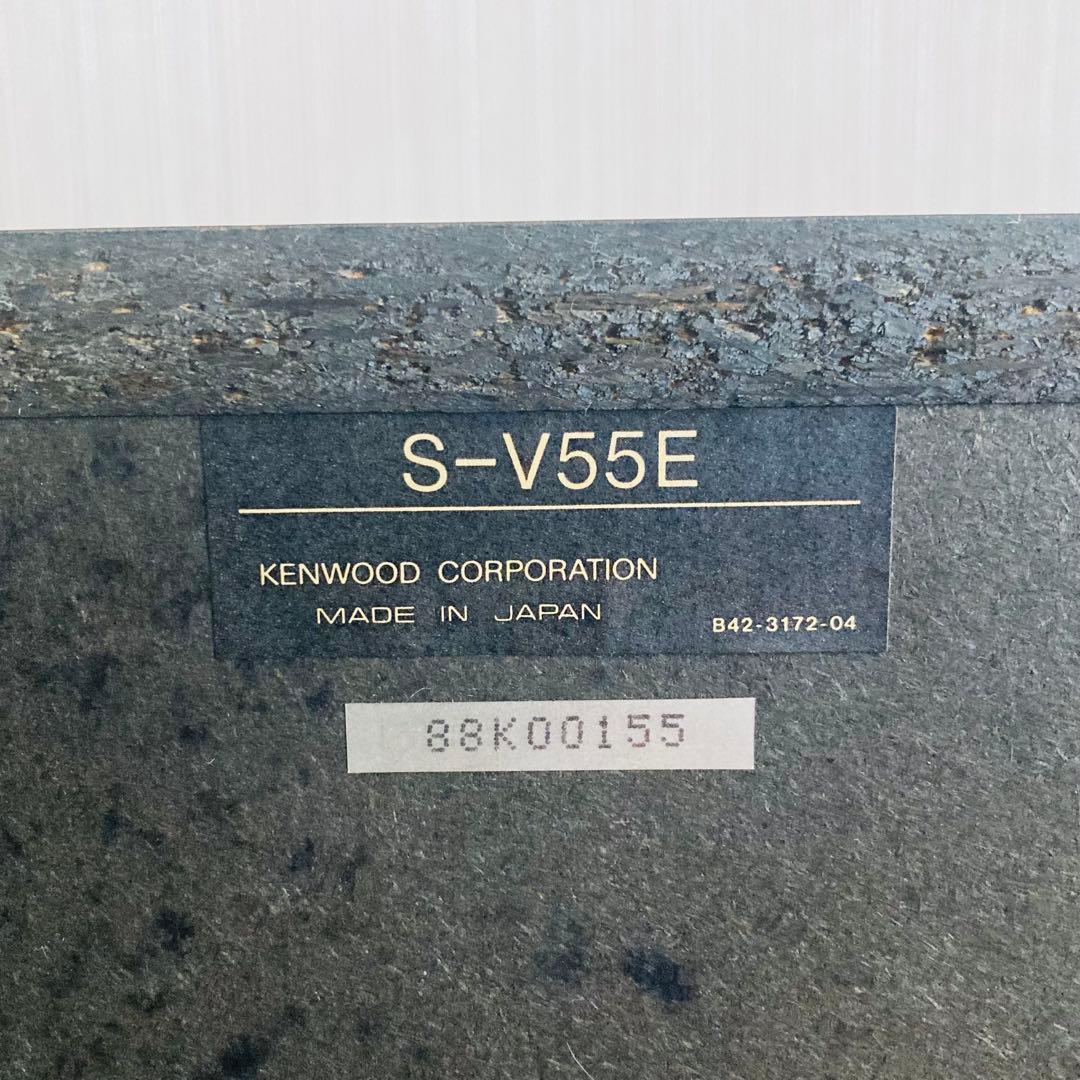 S-V55E
KENWOOD CORPORATION
MADE IN JAPAN
B42-3172-04
88K00155